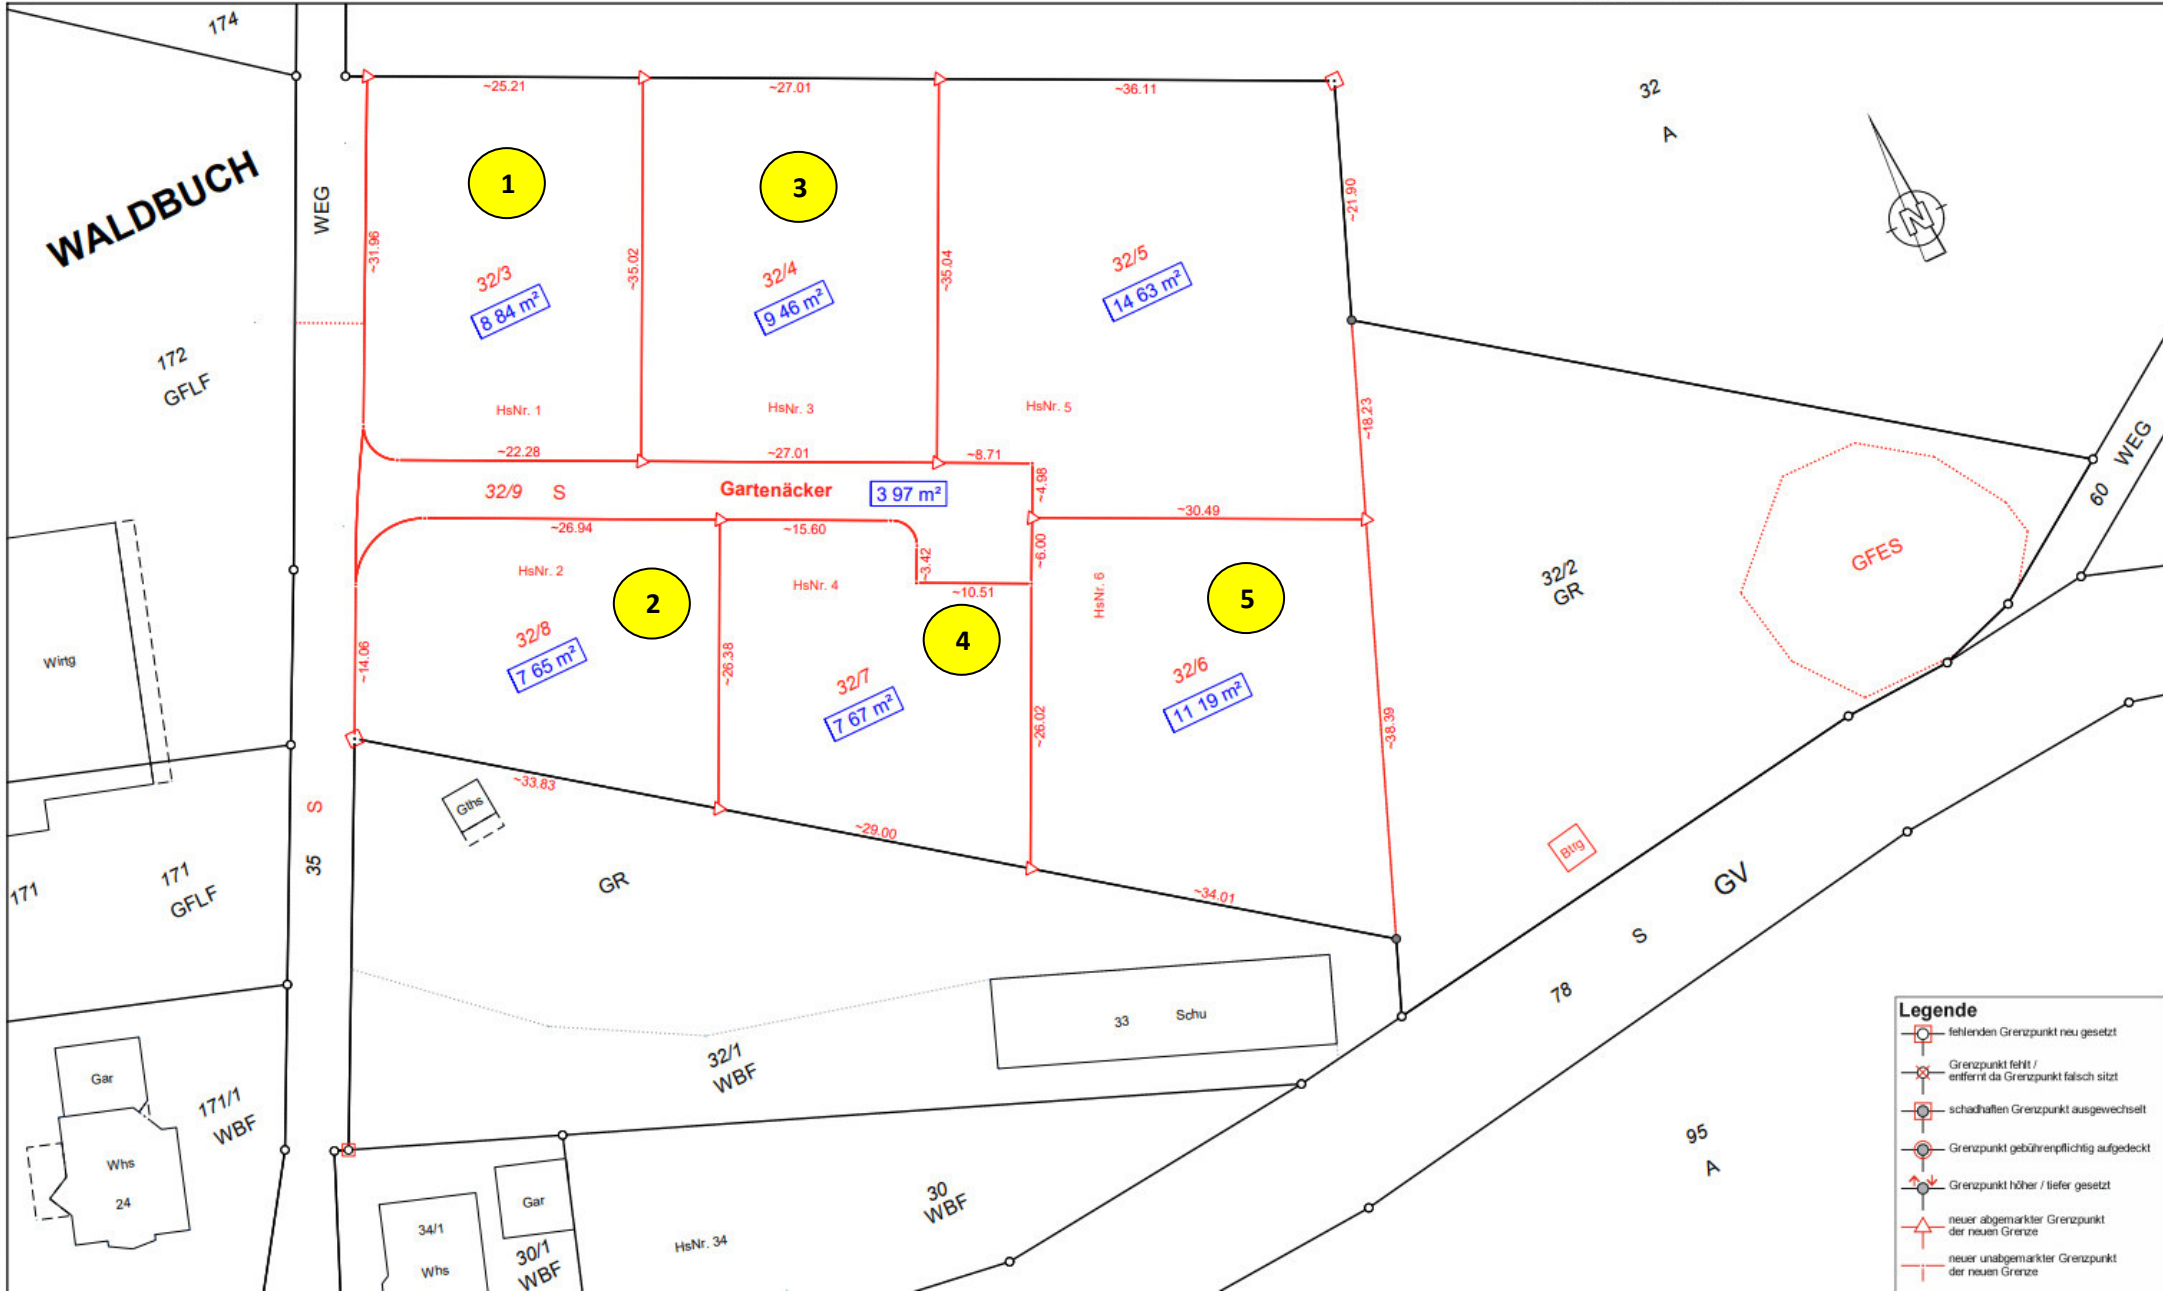 174
WALDBUCH
WEG
~25.21
~27.01
~36.11
32
A
N
1
3
~31.96
~35.02
~35.04
~21.90
32/3
8 84 m²
32/4
9 46 m²
32/5
14 63 m²
172
GFLF
HsNr. 1
HsNr. 3
HsNr. 5
~18.23
~22.28
~27.01
~8.71
~4.98
32/9 S
Gartenäcker
3 97 m²
~26.94
~15.60
~30.49
~3.42
~6.00
~10.51
WEG
60
GFES
HsNr. 2
HsNr. 4
HsNr. 6
2
4
5
32/2
GR
Wirtg
~14.06
32/8
7 65 m²
~26.38
32/7
7 67 m²
~26.02
32/6
11 19 m²
~38.39
~33.83
~29.00
~34.01
S
35
Gths
GR
Btrg
GV
S
78
171
171
GFLF
33 Schu
32/1
WBF
Gar
171/1
WBF
Whs
24
95
A
34/1
Whs
Gar
30/1
WBF
HsNr. 34
30
WBF
Legende
fehlenden Grenzpunkt neu gesetzt
Grenzpunkt fehlt /
entfernt da Grenzpunkt falsch sitzt
schadhaften Grenzpunkt ausgewechselt
Grenzpunkt gebührenpflichtig aufgedeckt
Grenzpunkt höher / tiefer gesetzt
neuer abgemarkter Grenzpunkt
der neuen Grenze
neuer unabgemarkter Grenzpunkt
der neuen Grenze